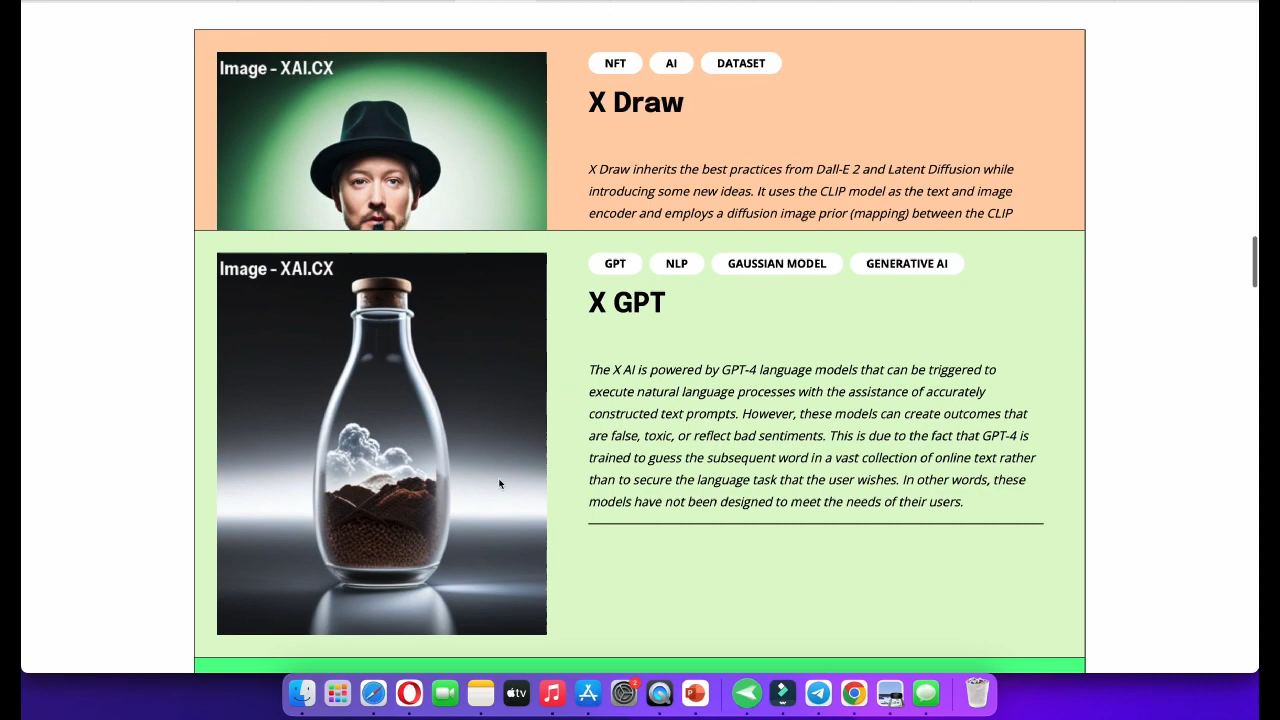 Image - XAI.CX
NFT AI DATASET
X Draw
X Draw inherits the best practices from Dall-E 2 and Latent Diffusion while
introducing some new ideas. It uses the CLIP model as the text and image
encoder and employs a diffusion image prior (mapping) between the CLIP
Image - XAI.CX
GPT NLP GAUSSIAN MODEL GENERATIVE AI
X GPT
The X AI is powered by GPT-4 language models that can be triggered to
execute natural language processes with the assistance of accurately
constructed text prompts. However, these models can create outcomes that
are false, toxic, or reflect bad sentiments. This is due to the fact that GPT-4 is
trained to guess the subsequent word in a vast collection of online text rather
than to secure the language task that the user wishes. In other words, these
models have not been designed to meet the needs of their users.
tv
2